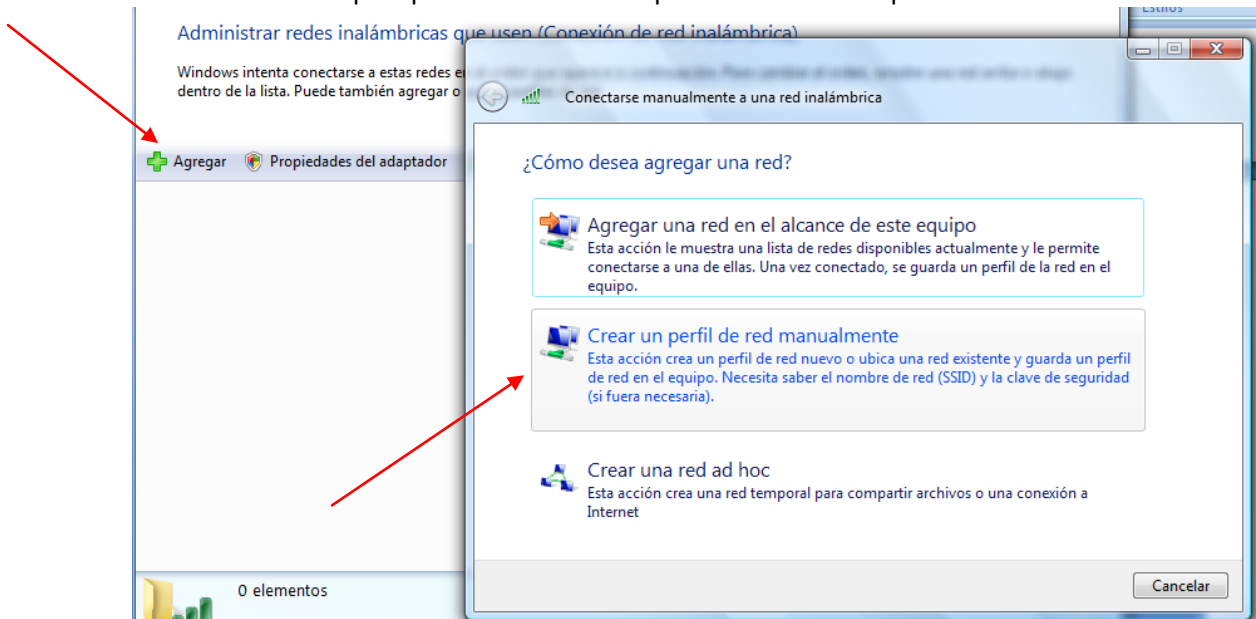 Estilos
Administrar redes inalámbricas que usen (Conexión de red inalámbrica)
Windows intenta conectarse a estas redes
dentro de la lista. Puede también agregar o
Agregar
Propiedades del adaptador
0 elementos
Conectarse manualmente a una red inalámbrica
¿Cómo desea agregar una red?
Agregar una red en el alcance de este equipo
Esta acción le muestra una lista de redes disponibles actualmente y le permite
conectarse a una de ellas. Una vez conectado, se guarda un perfil de la red en el
equipo.
Crear un perfil de red manualmente
Esta acción crea un perfil de red nuevo o ubica una red existente y guarda un perfil
de red en el equipo. Necesita saber el nombre de red (SSID) y la clave de seguridad
(si fuera necesaria).
Crear una red ad hoc
Esta acción crea una red temporal para compartir archivos o una conexión a
Internet
Cancelar